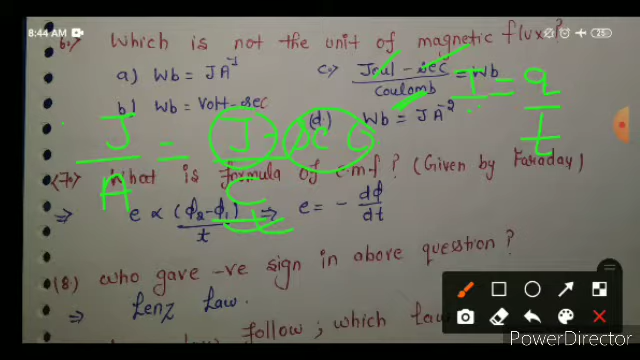 8:44 AM
25
6. Which is not the unit of magnetic flux?
a) Wb = JA⁻¹
c) Joul - sec / coulomb = Wb
b) Wb = Volt-sec
(d) Wb = JA⁻²
I = q / t
J / A = J - sec / C
(7) What is formula of e.m.f? (Given by Faraday)
⇒ e ∝ (φ₂-φ₁) / t ⇒ e = - dφ / dt
(8) who gave -ve sign in above question?
⇒ Lenz Law.
follow; which
PowerDirector